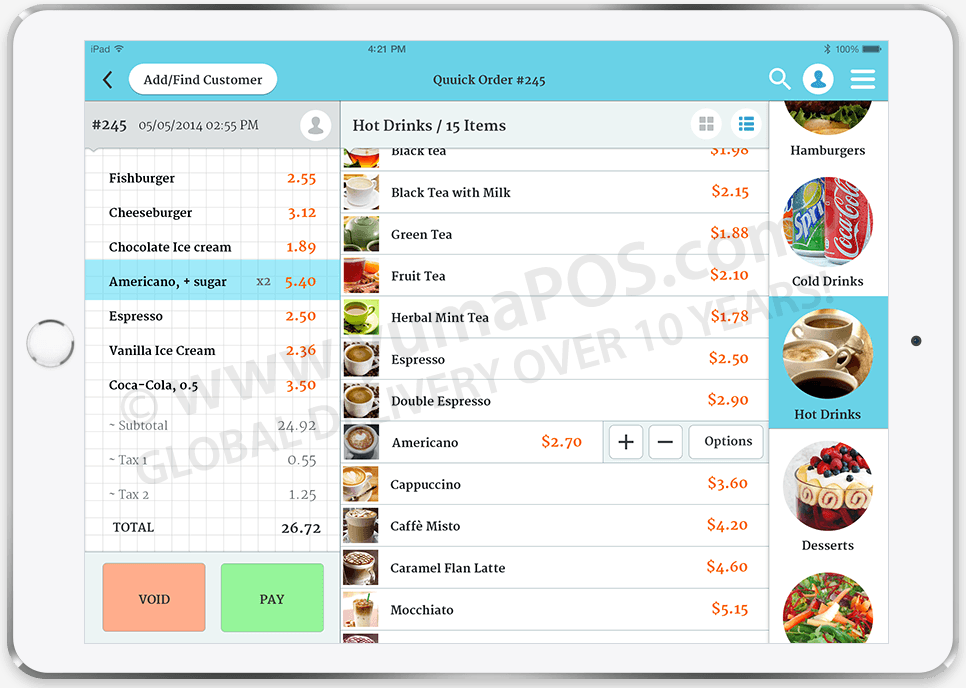 iPad 4:21 PM 100%
Add/Find Customer Quuick Order #245
#245 05/05/2014 02:55 PM
Fishburger 2.55
Cheeseburger 3.12
Chocolate Ice cream 1.89
Americano, + sugar x2 5.40
Espresso 2.50
Vanilla Ice Cream 2.36
Coca-Cola, 0.5 3.50
~ Subtotal 24.92
~ Tax 1 0.55
~ Tax 2 1.25
TOTAL 26.72
VOID PAY
Hot Drinks / 15 Items
Black tea $1.98
Black Tea with Milk $2.15
Green Tea $1.88
Fruit Tea $2.10
Herbal Mint Tea $1.78
Espresso $2.50
Double Espresso $2.90
Americano $2.70 + − Options
Cappuccino $3.60
Caffè Misto $4.20
Caramel Flan Latte $4.60
Mocchiato $5.15
Hamburgers
Sprite Coca-Cola
Cold Drinks
Hot Drinks
Desserts
© www.YumaPOS.com
GLOBAL DELIVERY OVER 10 YEARS!